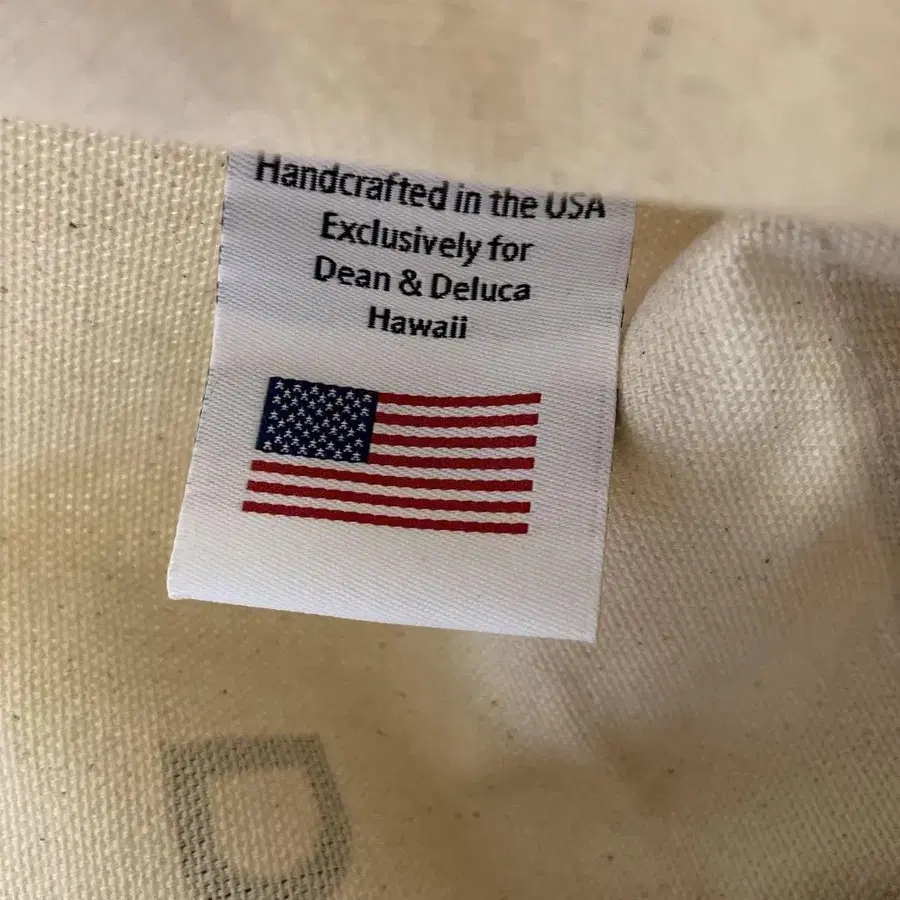 Handcrafted in the USA
Exclusively for
Dean & Deluca
Hawaii
D